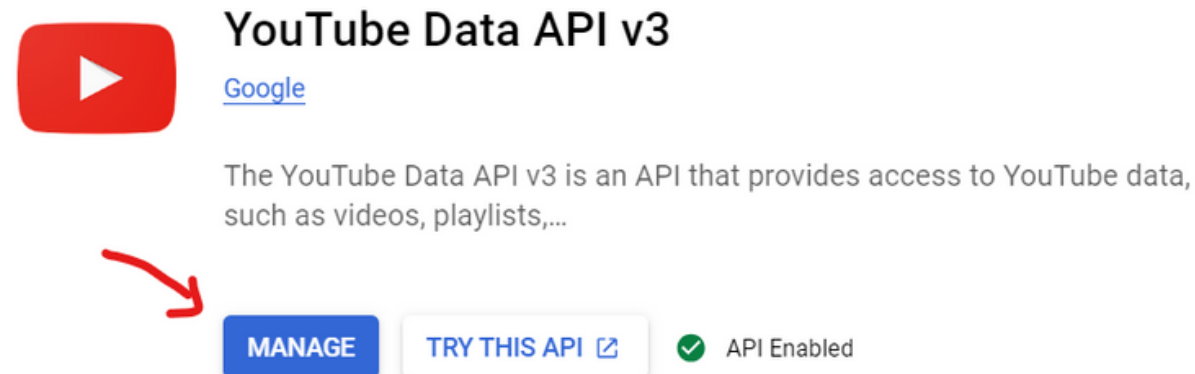 YouTube Data API v3
Google
The YouTube Data API v3 is an API that provides access to YouTube data,
such as videos, playlists,...
MANAGE TRY THIS API API Enabled